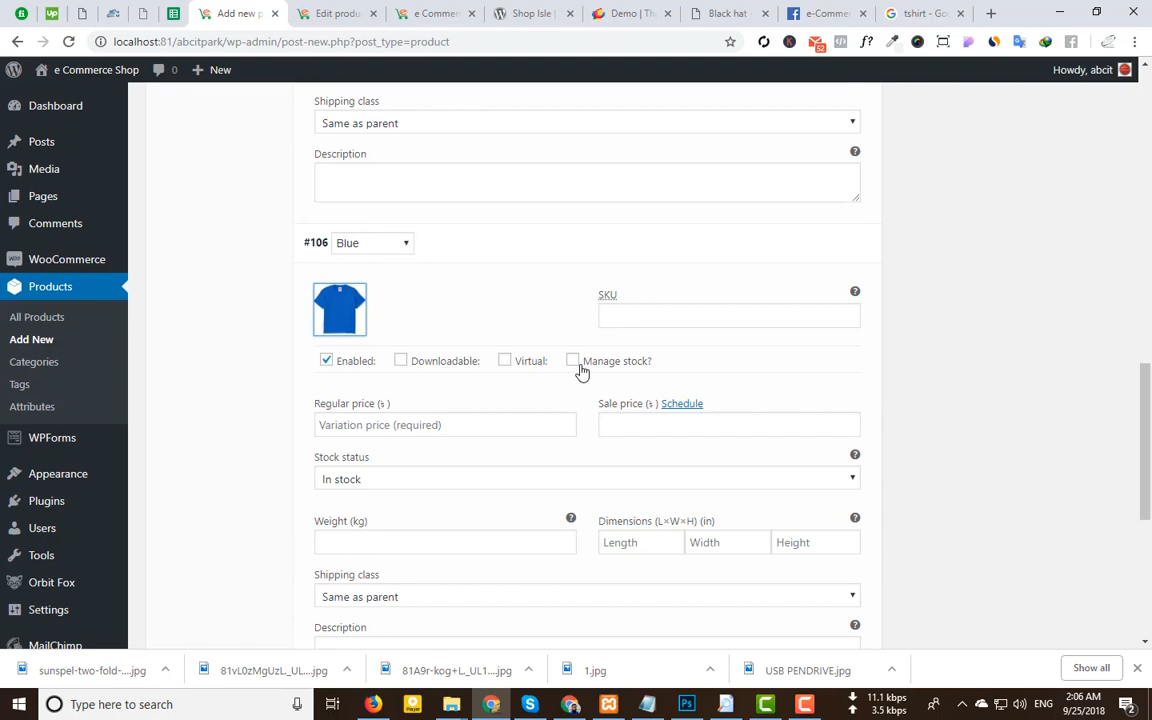 Add new p
Edit produ
e Commer
Shop Isle |
Demo | Th
Black hat
e-Comme
tshirt - Go
localhost:81/abcitpark/wp-admin/post-new.php?post_type=product
52
f?
e Commerce Shop
0
New
Howdy, abcit
Dashboard
Posts
Media
Pages
Comments
WooCommerce
Products
All Products
Add New
Categories
Tags
Attributes
WPForms
Appearance
Plugins
Users
Tools
Orbit Fox
Settings
MailChimp
Shipping class
Same as parent
Description
#106 Blue
SKU
Enabled: Downloadable: Virtual: Manage stock?
Regular price (৳ ) Sale price (৳ ) Schedule
Variation price (required)
Stock status
In stock
Weight (kg) Dimensions (L×W×H) (in)
Length Width Height
Shipping class
Same as parent
Description
sunspel-two-fold-....jpg 81vL0zMgUzL._UL....jpg 81A9r-kog+L._UL1....jpg 1.jpg USB PENDRIVE.jpg Show all
Type here to search
11.1 kbps
3.5 kbps
ENG
2:06 AM
9/25/2018
2